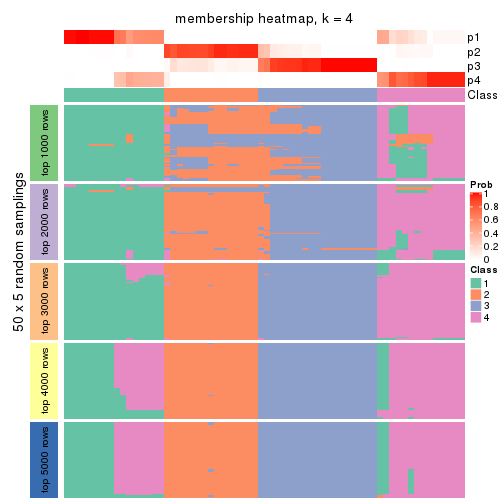 membership heatmap, k = 4
p1
p2
p3
p4
Class
50 x 5 random samplings
top 1000 rows
top 2000 rows
top 3000 rows
top 4000 rows
top 5000 rows
Prob
1
0.8
0.6
0.4
0.2
0
Class
1
2
3
4